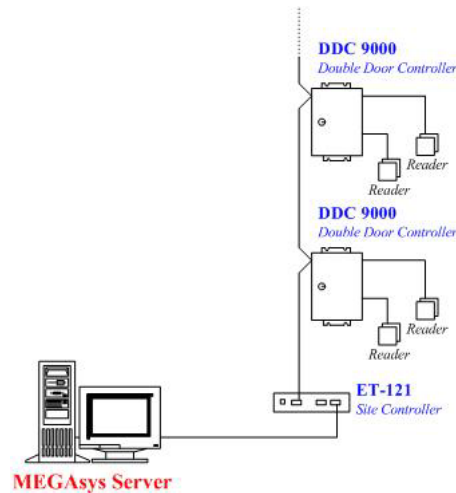 DDC 9000
Double Door Controller
Reader
Reader
DDC 9000
Double Door Controller
Reader
Reader
ET-121
Site Controller
MEGAsys Server